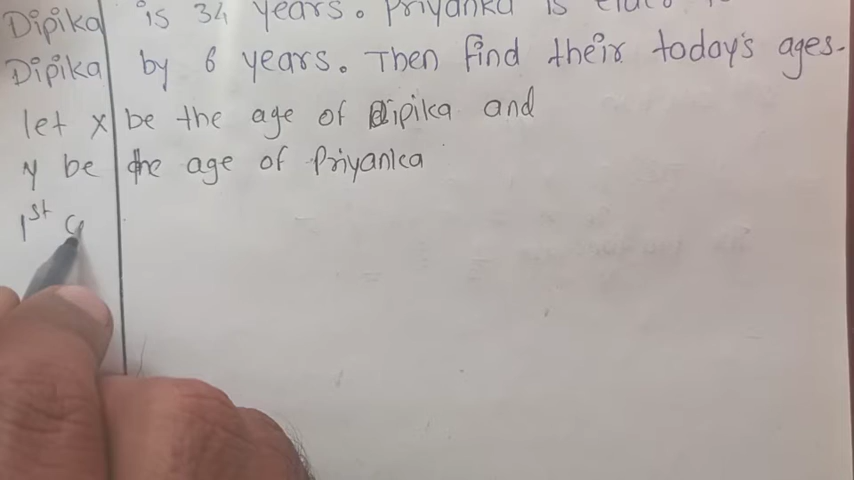 Dipika is 34 years. Priyanka is
Dipika by 6 years. Then find their today's ages.
let x be the age of Dipika and
y be the age of Priyanka
1st c